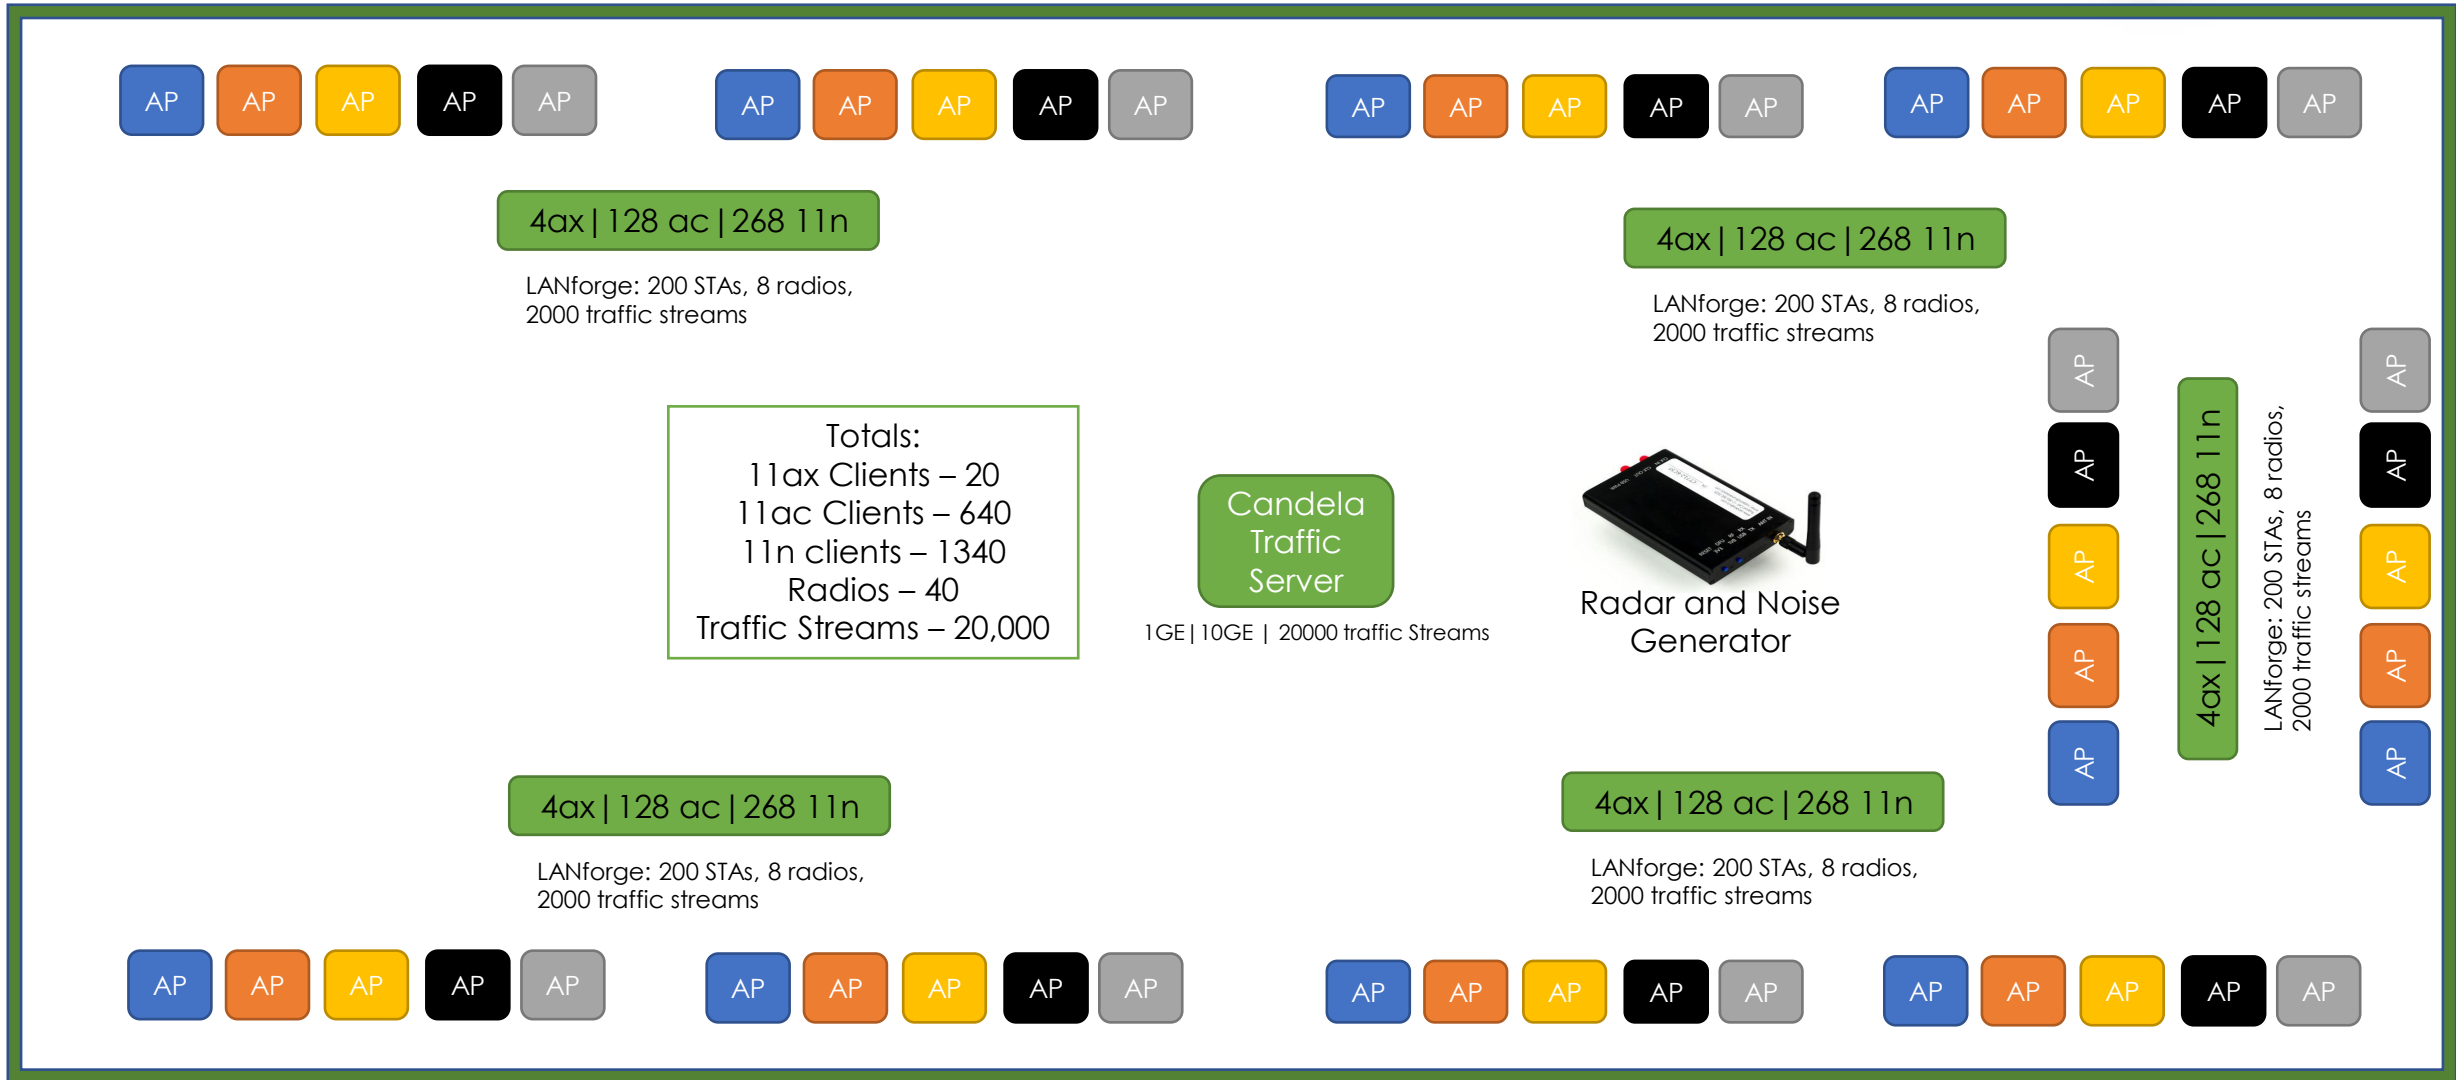 AP AP AP AP AP
AP AP AP AP AP
AP AP AP AP AP
AP AP AP AP AP
4ax|128 ac|268 11n
LANforge: 200 STAs, 8 radios,
2000 traffic streams
4ax|128 ac|268 11n
LANforge: 200 STAs, 8 radios,
2000 traffic streams
Totals:
11ax Clients – 20
11ac Clients – 640
11n clients – 1340
Radios – 40
Traffic Streams – 20,000
Candela
Traffic
Server
1GE|10GE | 20000 traffic Streams
Radar and Noise
Generator
AP AP AP AP AP
4ax|128 ac|268 11n
LANforge: 200 STAs, 8 radios,
2000 traffic streams
AP AP AP AP AP
4ax|128 ac|268 11n
LANforge: 200 STAs, 8 radios,
2000 traffic streams
4ax|128 ac|268 11n
LANforge: 200 STAs, 8 radios,
2000 traffic streams
AP AP AP AP AP
AP AP AP AP AP
AP AP AP AP AP
AP AP AP AP AP